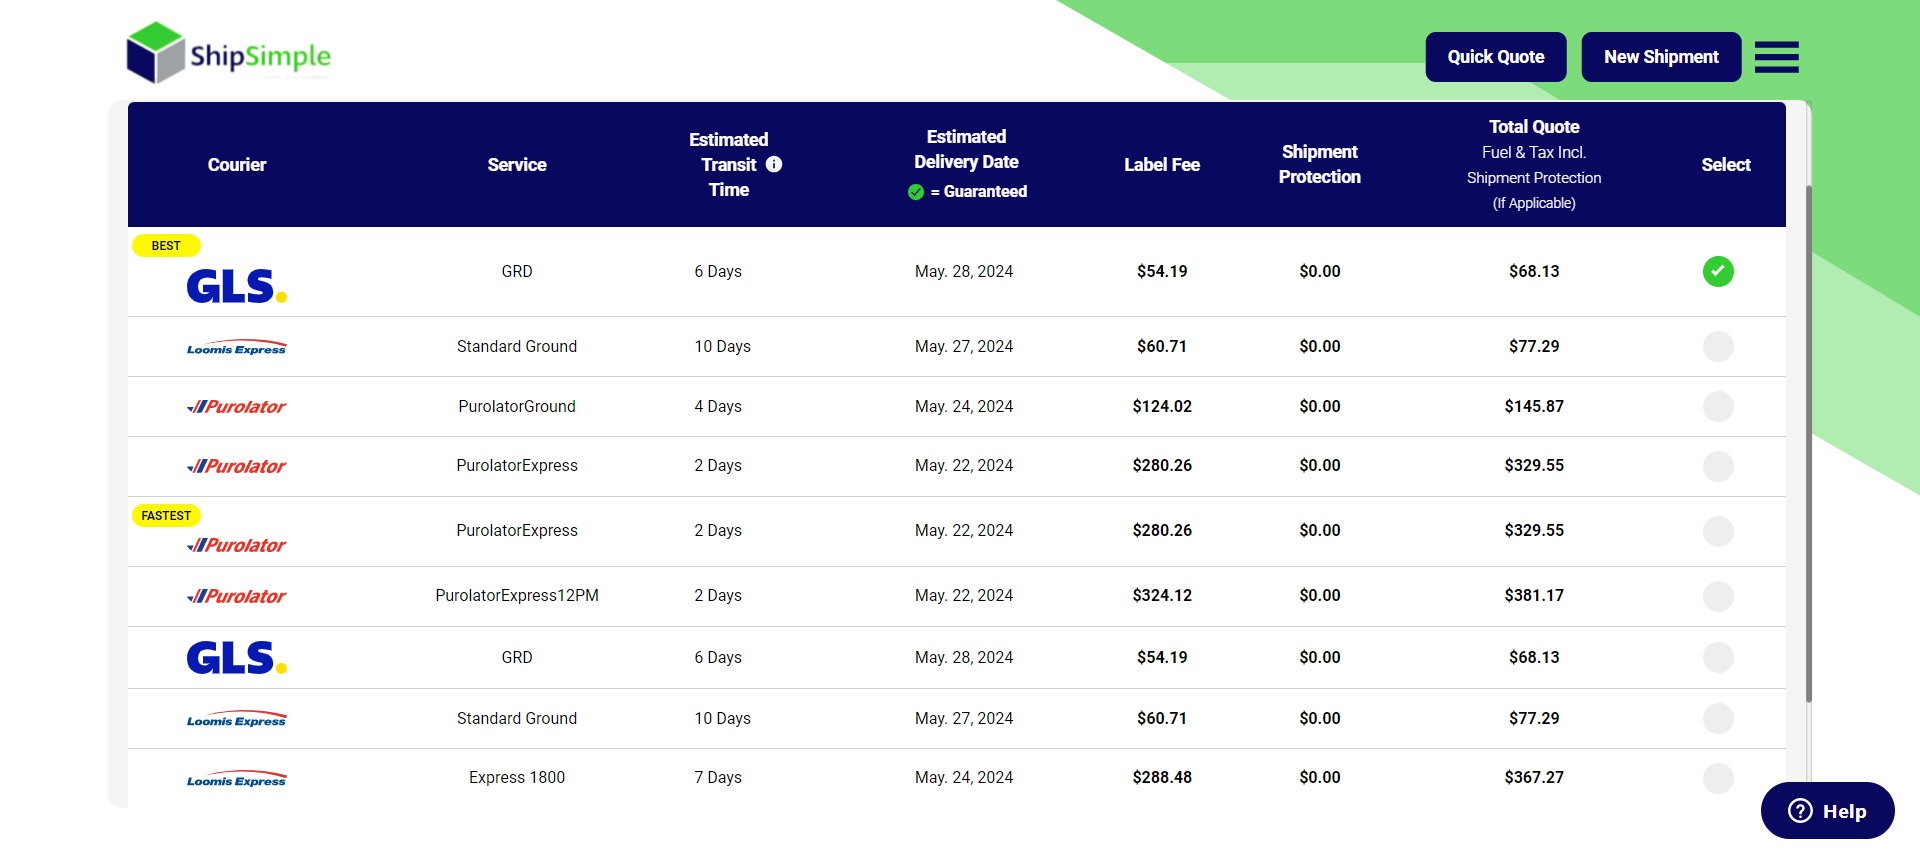 ShipSimple
Quick Quote
New Shipment
Courier
Service
Estimated
Transit
Time
Estimated
Delivery Date
= Guaranteed
Label Fee
Shipment
Protection
Total Quote
Fuel & Tax Incl.
Shipment Protection
(If Applicable)
Select
BEST
GLS. GRD 6 Days May. 28, 2024 $54.19 $0.00 $68.13
Loomis Express Standard Ground 10 Days May. 27, 2024 $60.71 $0.00 $77.29
Purolator PurolatorGround 4 Days May. 24, 2024 $124.02 $0.00 $145.87
Purolator PurolatorExpress 2 Days May. 22, 2024 $280.26 $0.00 $329.55
FASTEST
Purolator PurolatorExpress 2 Days May. 22, 2024 $280.26 $0.00 $329.55
Purolator PurolatorExpress12PM 2 Days May. 22, 2024 $324.12 $0.00 $381.17
GLS. GRD 6 Days May. 28, 2024 $54.19 $0.00 $68.13
Loomis Express Standard Ground 10 Days May. 27, 2024 $60.71 $0.00 $77.29
Loomis Express Express 1800 7 Days May. 24, 2024 $288.48 $0.00 $367.27
Help